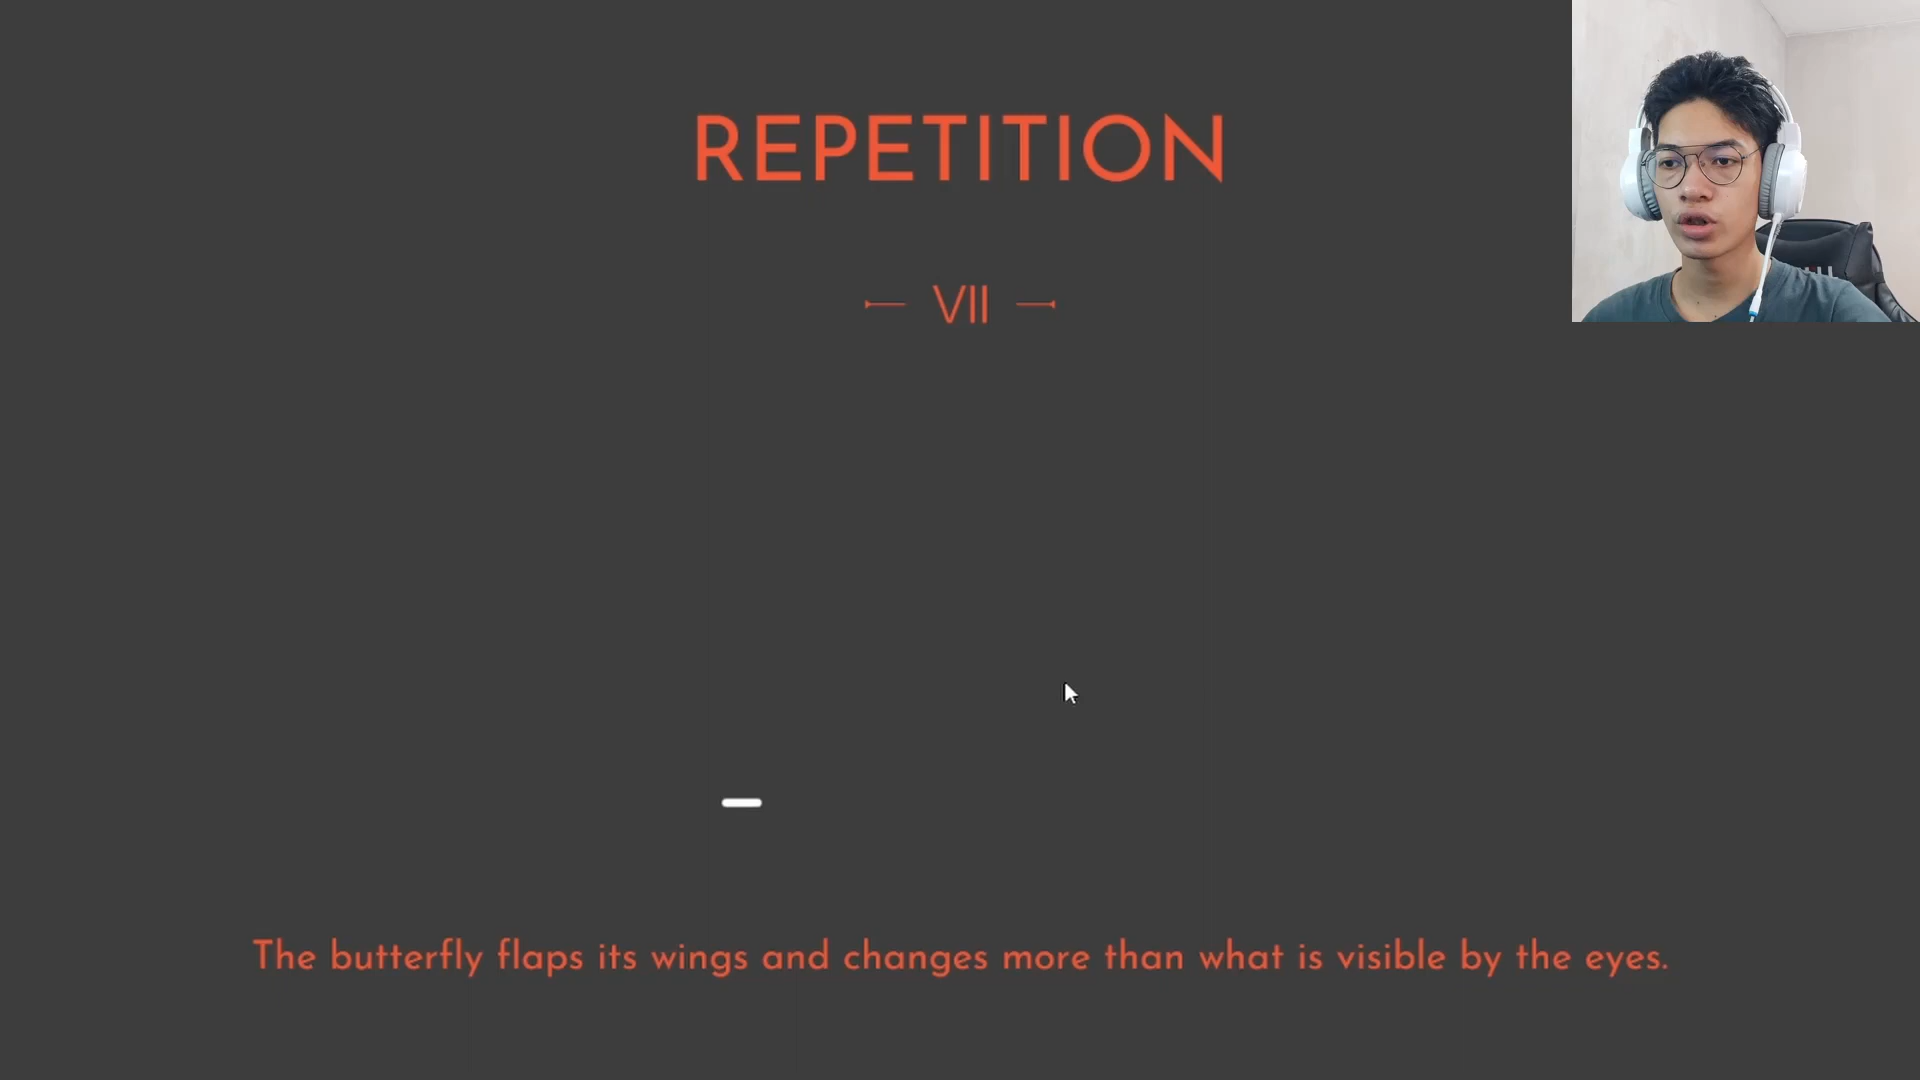 REPETITION
VII
The butterfly flaps its wings and changes more than what is visible by the eyes.